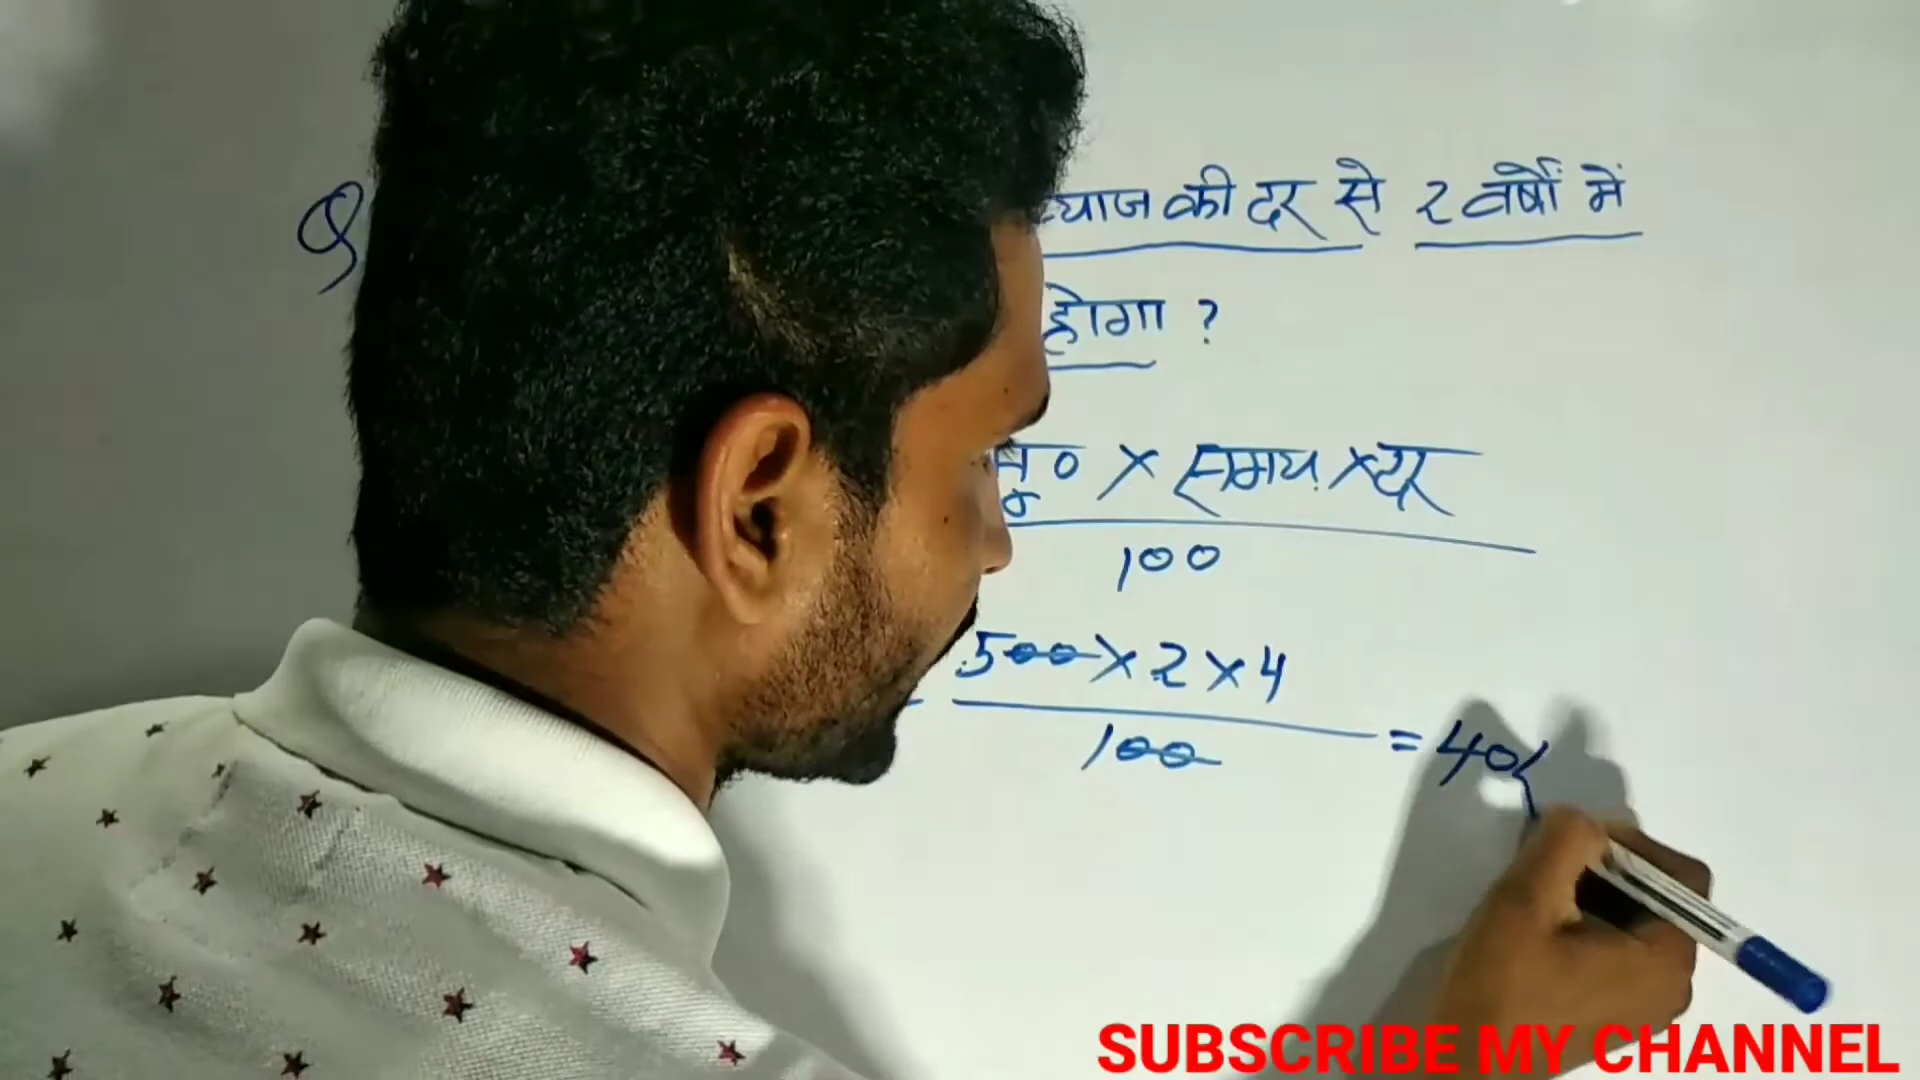 Q
ब्याज की दर से 2 वर्षों में
होगा ?
मू० × समय × दर
100
500 × 2 × 4
100
= 40
SUBSCRIBE MY CHANNEL